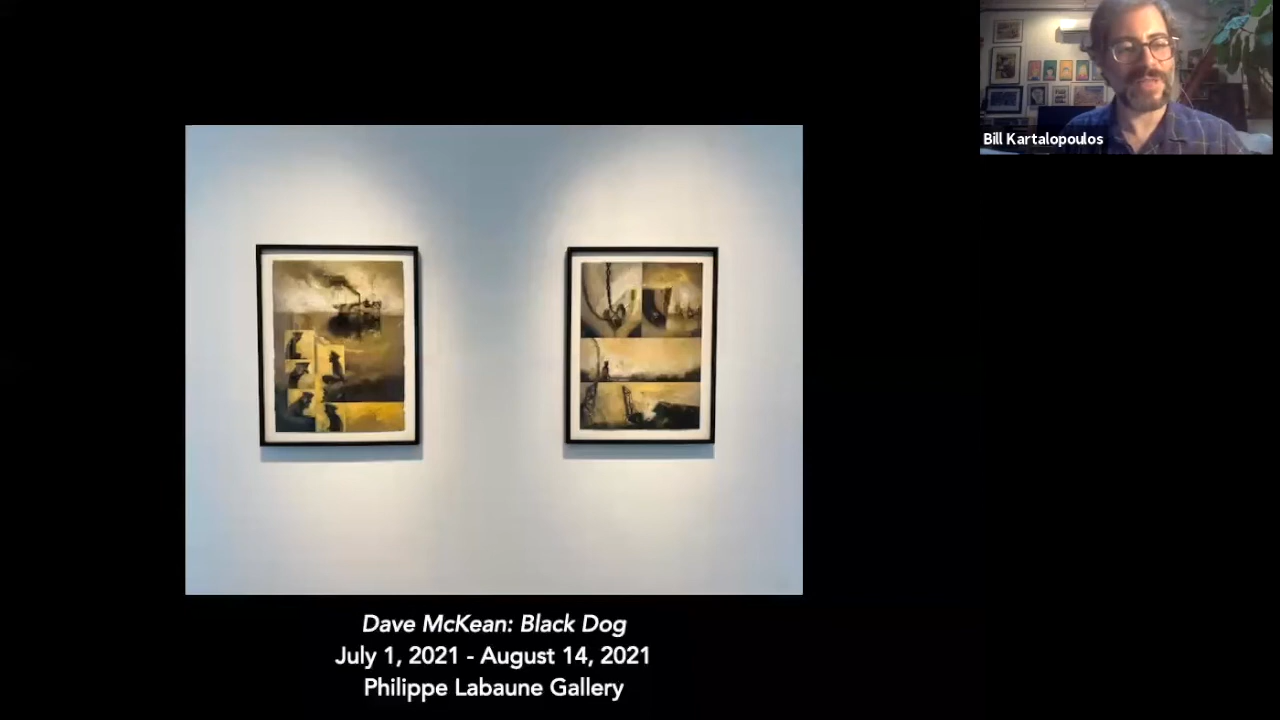 Bill Kartalopoulos
Dave McKean: Black Dog
July 1, 2021 - August 14, 2021
Philippe Labaune Gallery